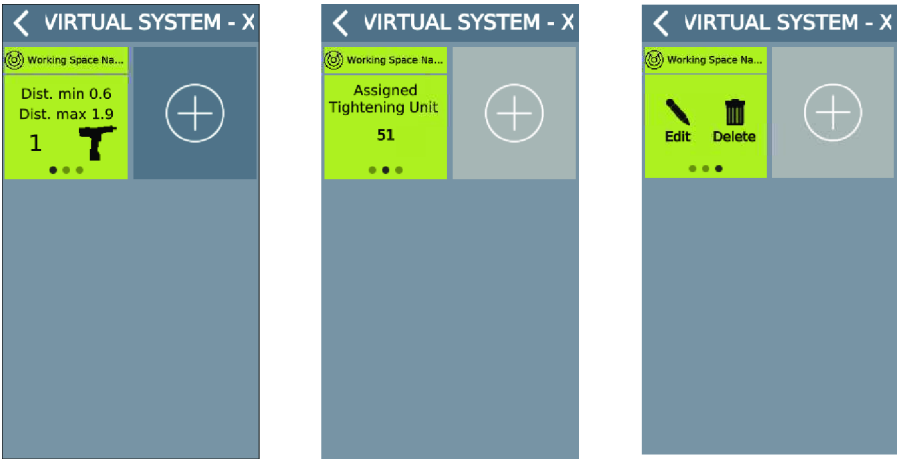 VIRTUAL SYSTEM - X
Working Space Na...
Dist. min 0.6
Dist. max 1.9
1
VIRTUAL SYSTEM - X
Working Space Na...
Assigned
Tightening Unit
51
VIRTUAL SYSTEM - X
Working Space Na...
Edit Delete